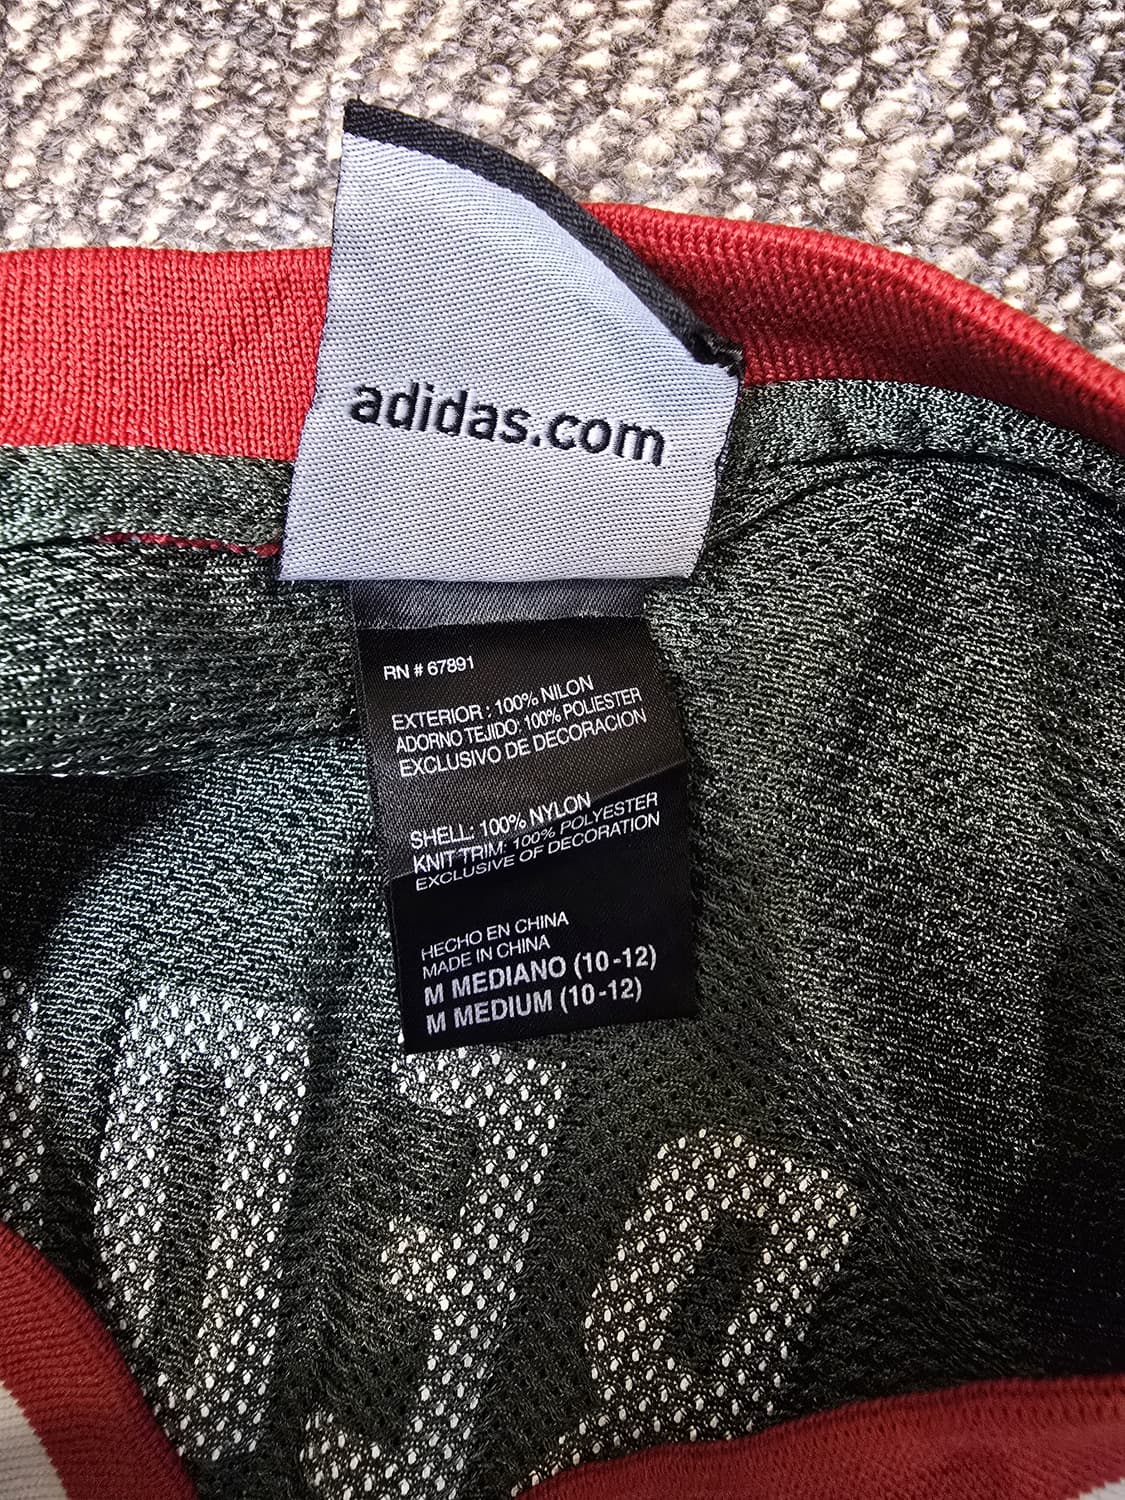 adidas.com
RN # 67891
EXTERIOR : 100% NILON
ADORNO TEJIDO: 100% POLIESTER
EXCLUSIVO DE DECORACION
SHELL: 100% NYLON
KNIT TRIM: 100% POLYESTER
EXCLUSIVE OF DECORATION
HECHO EN CHINA
MADE IN CHINA
M MEDIANO (10-12)
M MEDIUM (10-12)